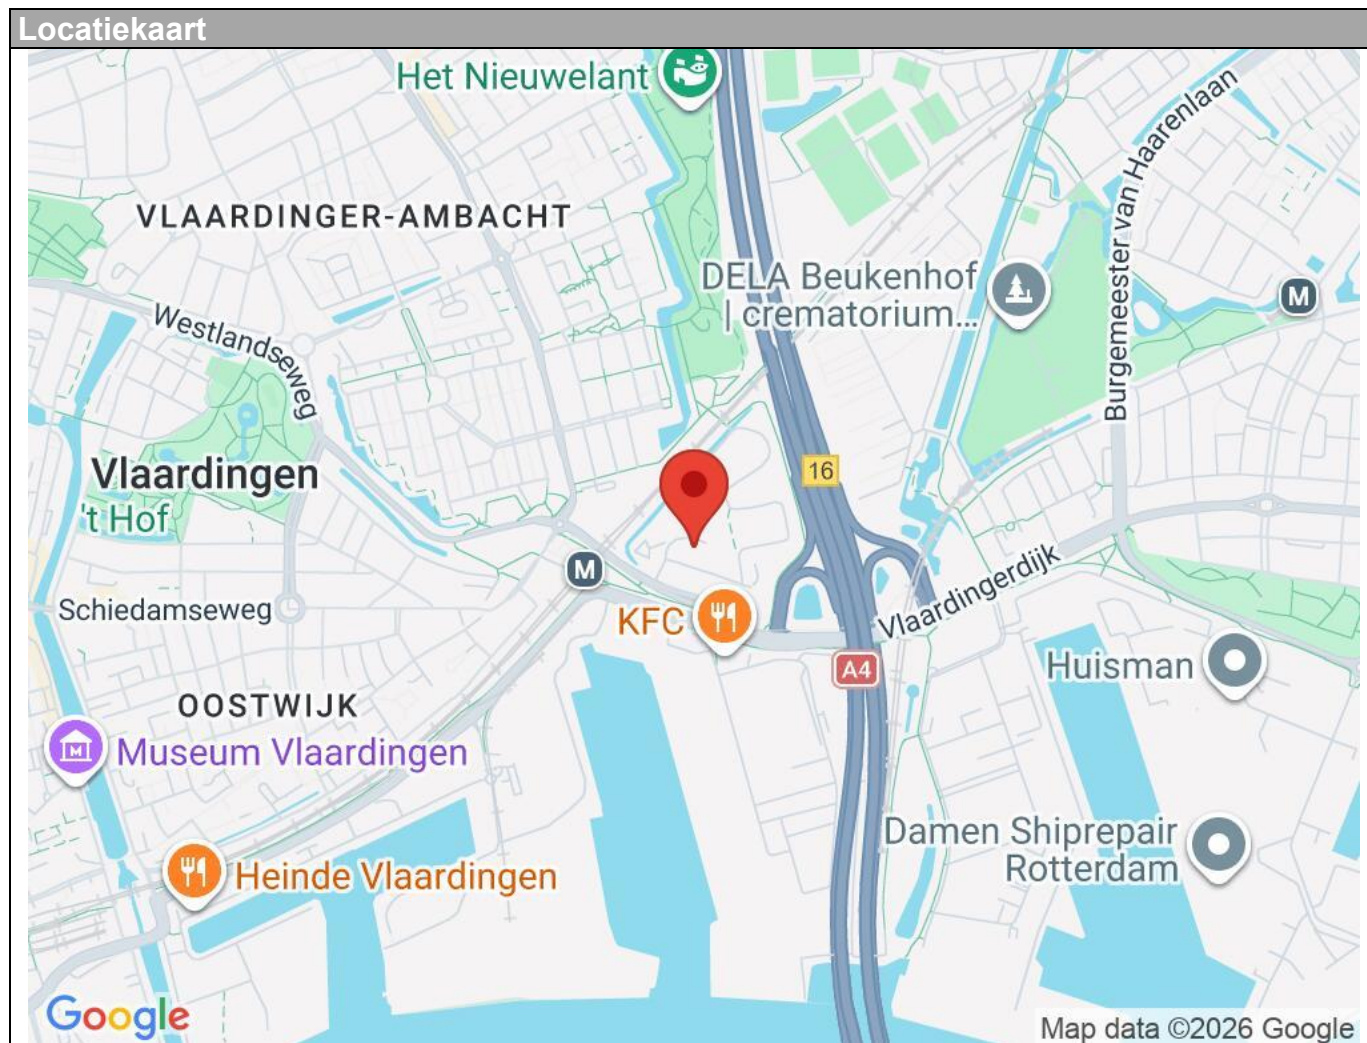 Locatiekaart
Het Nieuwelant
Burgemeester van Haarenlaan
VLAARDINGER-AMBACHT
DELA Beukenhof
| crematorium...
M
Westlandseweg
Vlaardingen
't Hof
16
M
Vlaardingerdijk
Schiedamseweg
KFC
A4
Huisman
OOSTWIJK
M
Museum Vlaardingen
Damen Shiprepair
Rotterdam
Heinde Vlaardingen
Google
Map data ©2026 Google